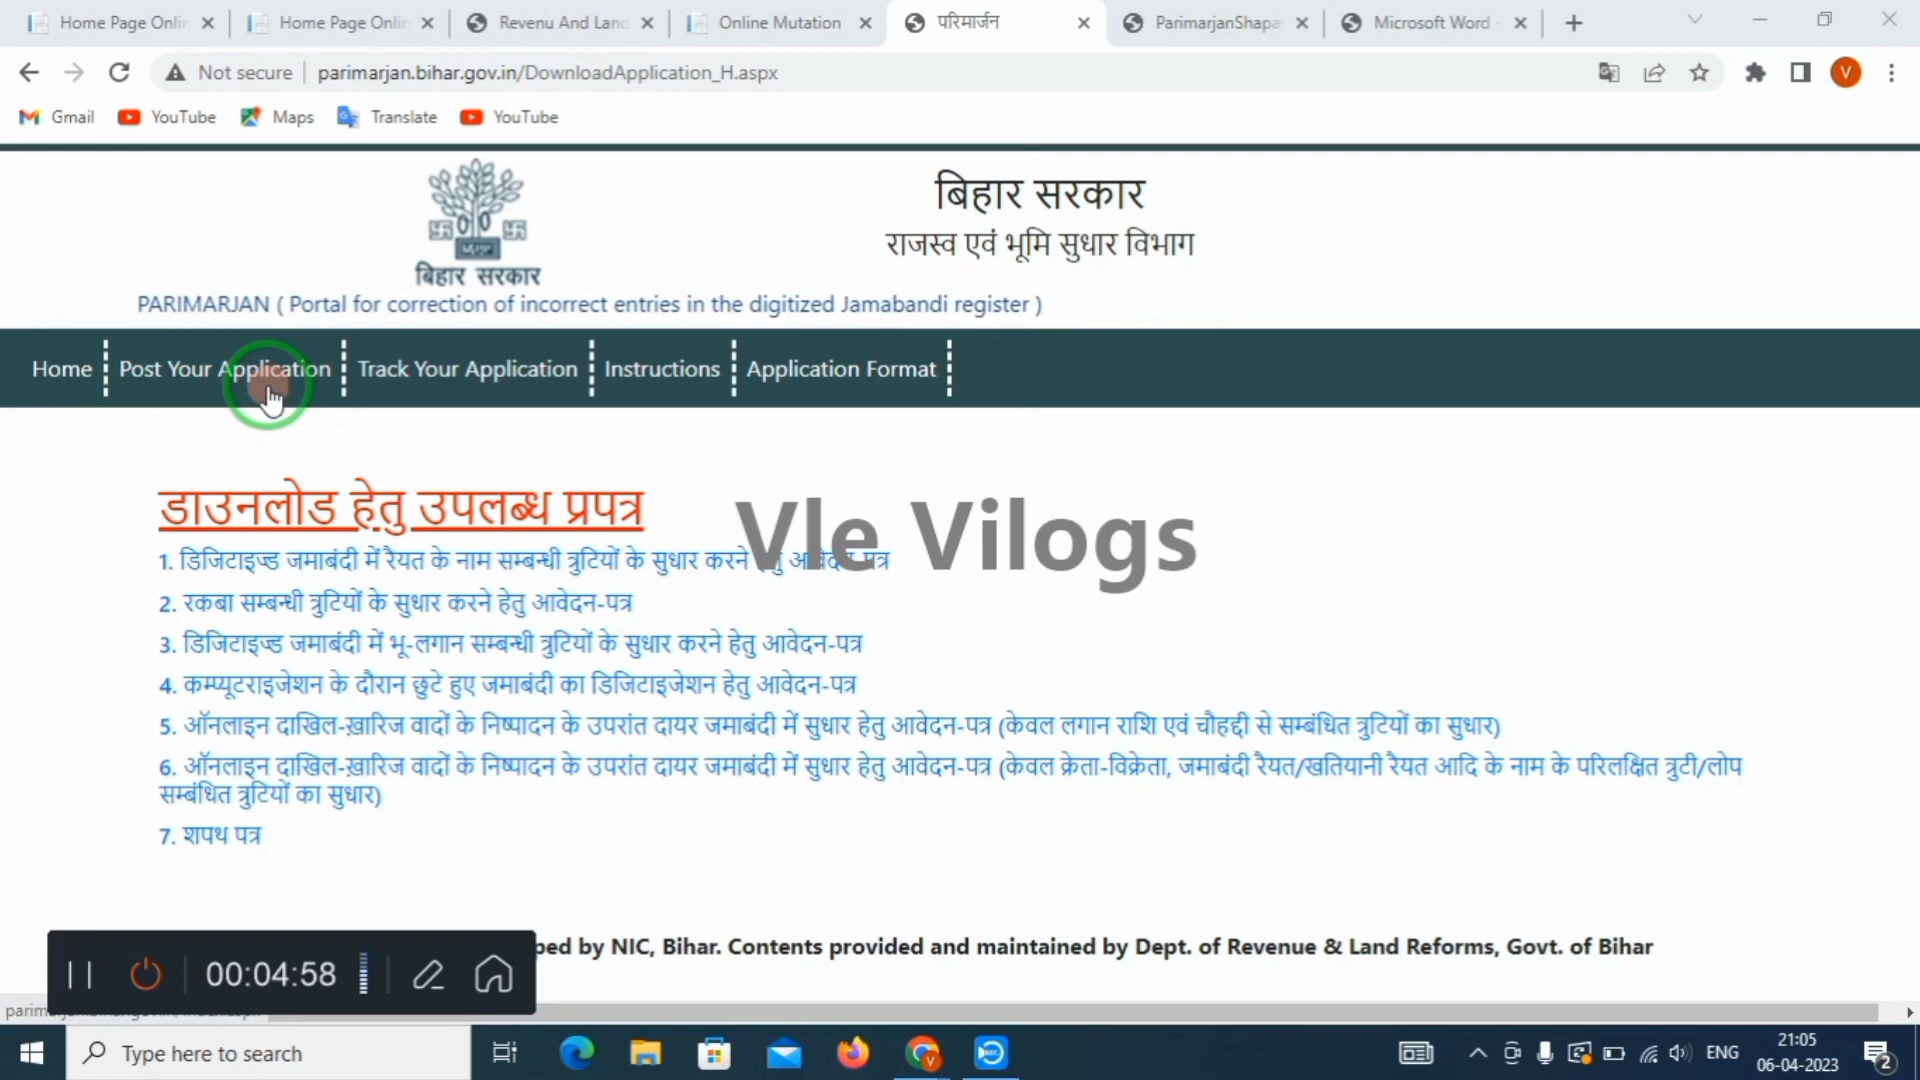 Home Page Onlin
Home Page Onlin
Revenu And Land
Online Mutation
परिमार्जन
ParimarjanShapat
Microsoft Word -
Not secure
parimarjan.bihar.gov.in/DownloadApplication_H.aspx
V
Gmail
YouTube
Maps
Translate
YouTube
बिहार सरकार
बिहार सरकार
राजस्व एवं भूमि सुधार विभाग
PARIMARJAN ( Portal for correction of incorrect entries in the digitized Jamabandi register )
Home
Post Your Application
Track Your Application
Instructions
Application Format
डाउनलोड हेतु उपलब्ध प्रपत्र
Vle Vilogs
1. डिजिटाइज्ड जमाबंदी में रैयत के नाम सम्बन्धी त्रुटियों के सुधार करने हेतु आवेदन-पत्र
2. रकबा सम्बन्धी त्रुटियों के सुधार करने हेतु आवेदन-पत्र
3. डिजिटाइज्ड जमाबंदी में भू-लगान सम्बन्धी त्रुटियों के सुधार करने हेतु आवेदन-पत्र
4. कम्प्यूटराइजेशन के दौरान छुटे हुए जमाबंदी का डिजिटाइजेशन हेतु आवेदन-पत्र
5. ऑनलाइन दाखिल-ख़ारिज वादों के निष्पादन के उपरांत दायर जमाबंदी में सुधार हेतु आवेदन-पत्र (केवल लगान राशि एवं चौहद्दी से सम्बंधित त्रुटियों का सुधार)
6. ऑनलाइन दाखिल-ख़ारिज वादों के निष्पादन के उपरांत दायर जमाबंदी में सुधार हेतु आवेदन-पत्र (केवल क्रेता-विक्रेता, जमाबंदी रैयत/खतियानी रैयत आदि के नाम के परिलक्षित त्रुटी/लोप
सम्बंधित त्रुटियों का सुधार)
7. शपथ पत्र
ped by NIC, Bihar. Contents provided and maintained by Dept. of Revenue & Land Reforms, Govt. of Bihar
00:04:58
Type here to search
ENG
21:05
06-04-2023
2